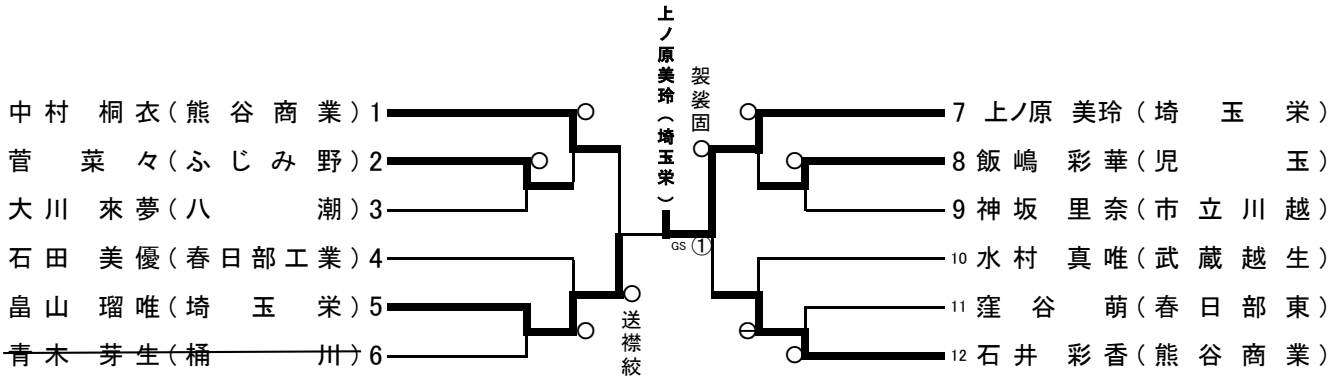 上ノ原美玲（埼玉栄）
袈裟固
中村 桐衣(熊谷商業)1
菅 菜々(ふじみ野)2
大川 來夢(八潮)3
石田 美優(春日部工業)4
畠山 瑠唯(埼玉栄)5
青木 芽生(桶川)6
送襟絞
GS ①
7 上ノ原 美玲(埼玉栄)
8 飯嶋 彩華(児玉)
9 神坂 里奈(市立川越)
10 水村 真唯(武蔵越生)
11 窪谷 萌(春日部東)
12 石井 彩香(熊谷商業)